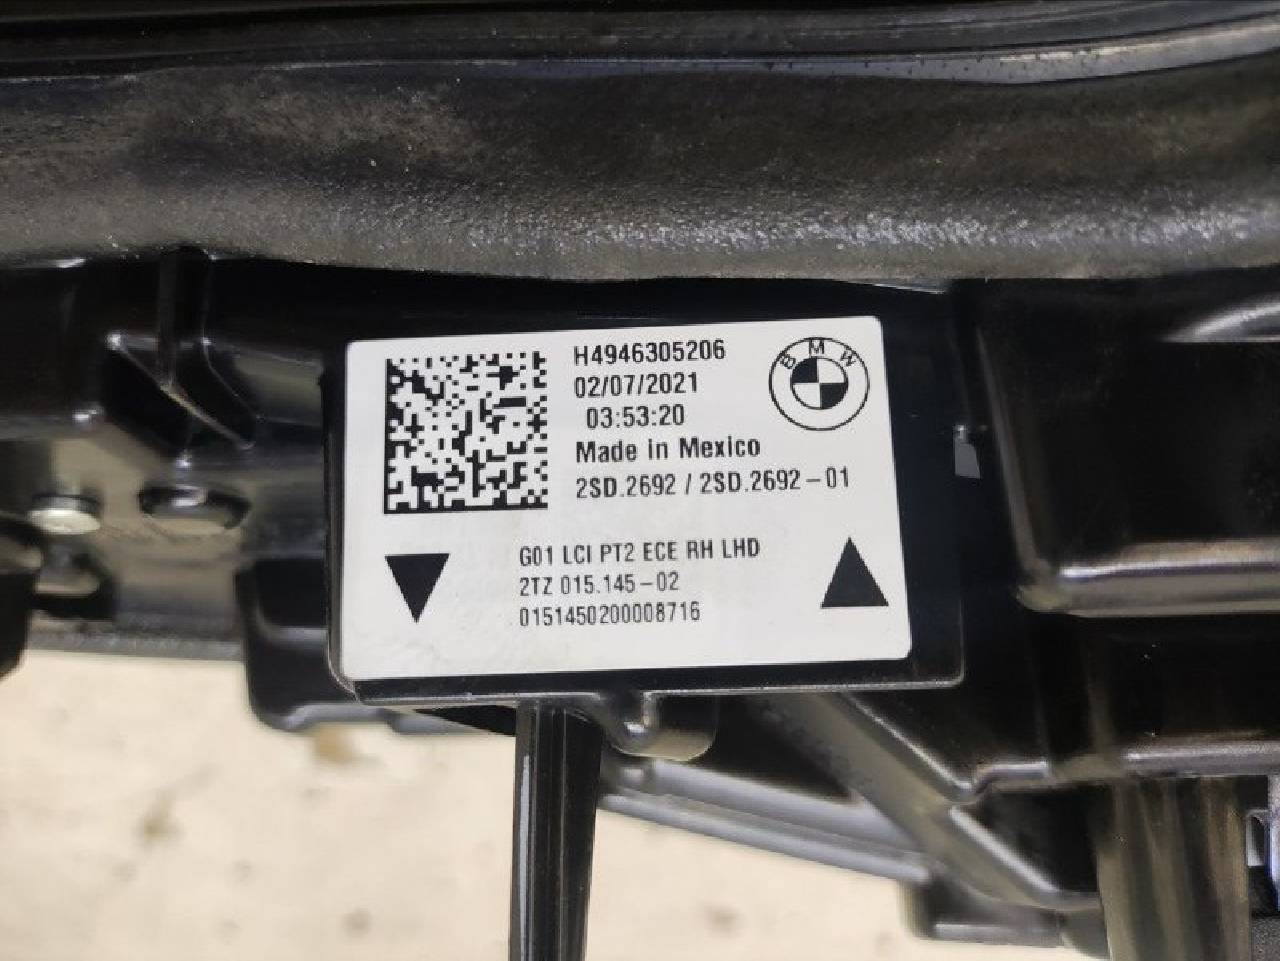 H4946305206
02/07/2021
03:53:20
Made in Mexico
2SD.2692 / 2SD.2692-01
BMW
G01 LCI PT2 ECE RH LHD
2TZ 015.145-02
0151450200008716